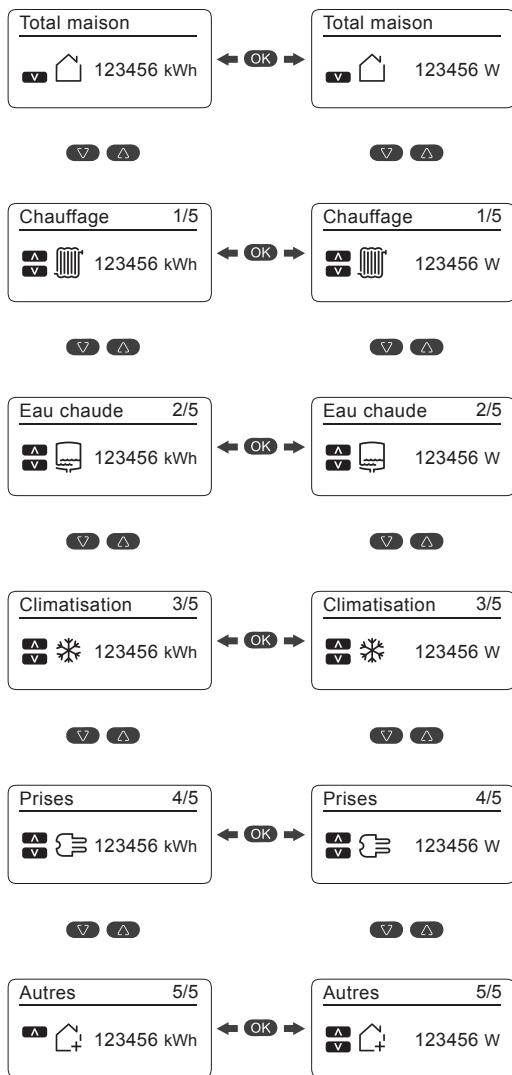 Total maison
Total maison
123456 kWh
OK
123456 W
Chauffage 1/5
Chauffage 1/5
123456 kWh
OK
123456 W
Eau chaude 2/5
Eau chaude 2/5
123456 kWh
OK
123456 W
Climatisation 3/5
Climatisation 3/5
123456 kWh
OK
123456 W
Prises 4/5
Prises 4/5
123456 kWh
OK
123456 W
Autres 5/5
Autres 5/5
123456 kWh
OK
123456 W